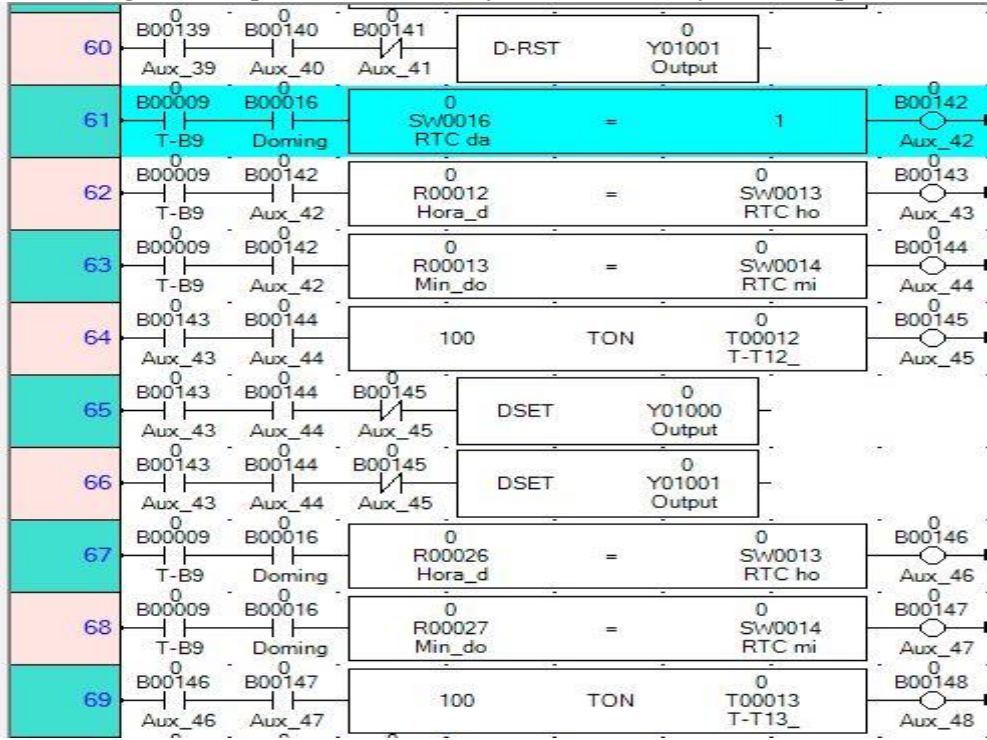 0 0 0
B00139 B00140 B00141
60 D-RST 0 Y01001 Output
Aux_39 Aux_40 Aux_41
0 0 0
B00009 B00016 B00142
61 0 SW0016 RTC da = 1
T-B9 Doming Aux_42
0 0 0
B00009 B00142 B00143
62 0 R00012 Hora_d = 0 SW0013 RTC ho
T-B9 Aux_42 Aux_43
0 0 0
B00009 B00142 B00144
63 0 R00013 Min_do = 0 SW0014 RTC mi
T-B9 Aux_42 Aux_44
0 0 0
B00143 B00144 B00145
64 100 TON 0 T00012 T-T12_
Aux_43 Aux_44 Aux_45
0 0 0
B00143 B00144 B00145
65 DSET 0 Y01000 Output
Aux_43 Aux_44 Aux_45
0 0 0
B00143 B00144 B00145
66 DSET 0 Y01001 Output
Aux_43 Aux_44 Aux_45
0 0 0
B00009 B00016 B00146
67 0 R00026 Hora_d = 0 SW0013 RTC ho
T-B9 Doming Aux_46
0 0 0
B00009 B00016 B00147
68 0 R00027 Min_do = 0 SW0014 RTC mi
T-B9 Doming Aux_47
0 0 0
B00146 B00147 B00148
69 100 TON 0 T00013 T-T13_
Aux_46 Aux_47 Aux_48